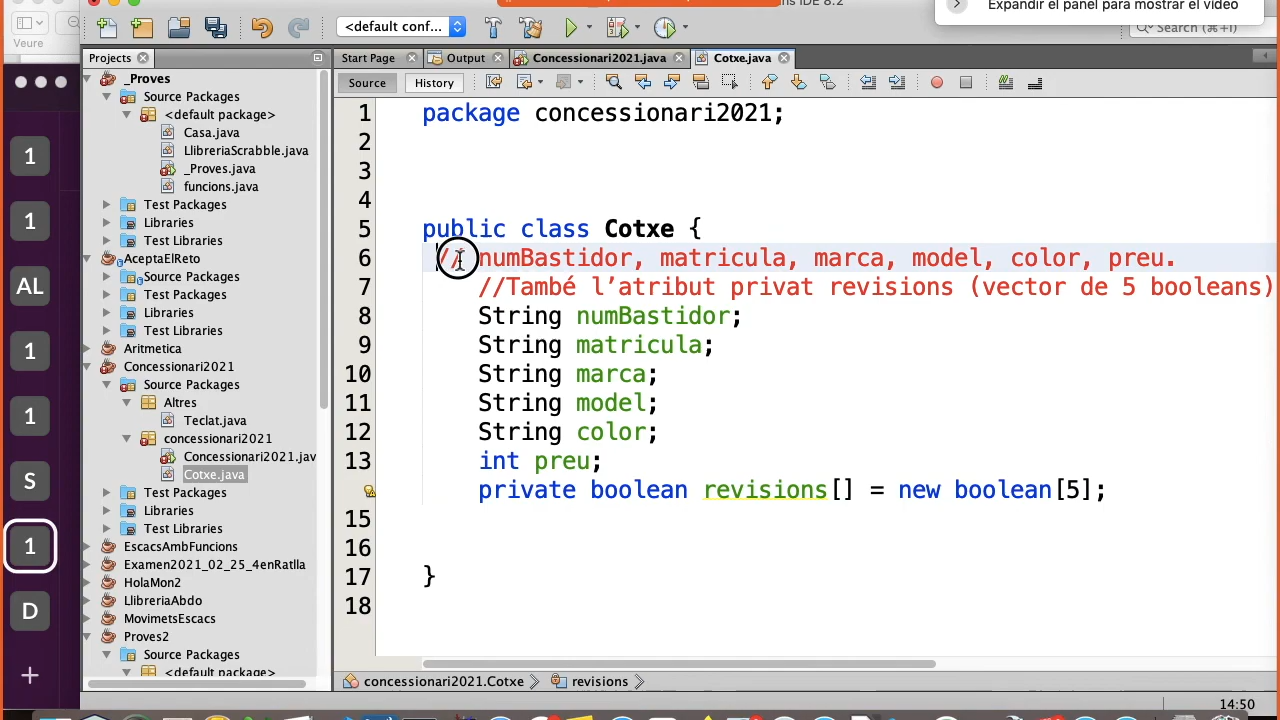 IDE 8.2
Expandir el panel para mostrar el vídeo
Veure
<default conf...
Search (⌘+I)
Projects
Start Page
Output
Concessionari2021.java
Cotxe.java
Source
History
_Proves
Source Packages
<default package>
Casa.java
LlibreriaScrabble.java
_Proves.java
funcions.java
Test Packages
Libraries
Test Libraries
AceptaElReto
Source Packages
Test Packages
Libraries
Test Libraries
Aritmetica
Concessionari2021
Source Packages
Altres
Teclat.java
concessionari2021
Concessionari2021.jav
Cotxe.java
Test Packages
Libraries
Test Libraries
EscacsAmbFuncions
Examen2021_02_25_4enRatlla
HolaMon2
LlibreriaAbdo
MovimetsEscacs
Proves2
Source Packages
<default package>
1
1
AL
1
1
S
1
D
+
1 package concessionari2021;
2
3
4
5 public class Cotxe {
6 // numBastidor, matricula, marca, model, color, preu.
7 //També l’atribut privat revisions (vector de 5 booleans)
8 String numBastidor;
9 String matricula;
10 String marca;
11 String model;
12 String color;
13 int preu;
private boolean revisions[] = new boolean[5];
15
16
17 }
18
concessionari2021.Cotxe
revisions
14:50